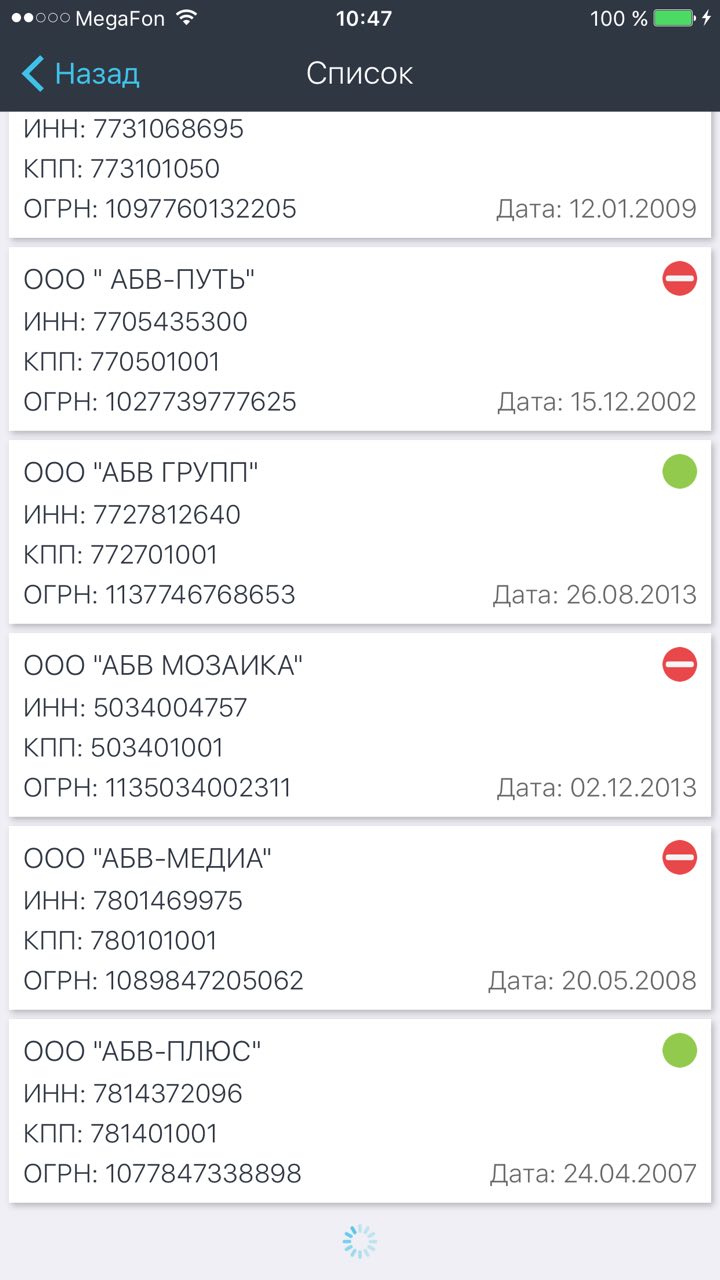 MegaFon 10:47 100 %
Назад Список
ИНН: 7731068695
КПП: 773101050
ОГРН: 1097760132205 Дата: 12.01.2009
ООО " АБВ-ПУТЬ"
ИНН: 7705435300
КПП: 770501001
ОГРН: 1027739777625 Дата: 15.12.2002
ООО "АБВ ГРУПП"
ИНН: 7727812640
КПП: 772701001
ОГРН: 1137746768653 Дата: 26.08.2013
ООО "АБВ МОЗАИКА"
ИНН: 5034004757
КПП: 503401001
ОГРН: 1135034002311 Дата: 02.12.2013
ООО "АБВ-МЕДИА"
ИНН: 7801469975
КПП: 780101001
ОГРН: 1089847205062 Дата: 20.05.2008
ООО "АБВ-ПЛЮС"
ИНН: 7814372096
КПП: 781401001
ОГРН: 1077847338898 Дата: 24.04.2007